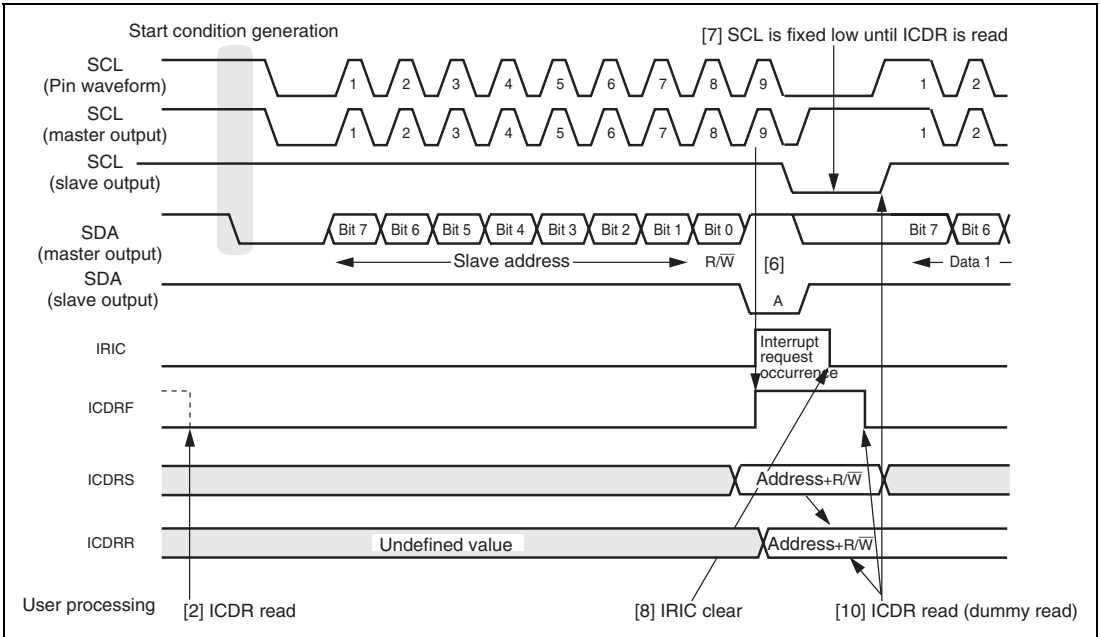 Start condition generation
[7] SCL is fixed low until ICDR is read
SCL
(Pin waveform)
1 2 3 4 5 6 7 8 9 1 2
SCL
(master output)
1 2 3 4 5 6 7 8 9 1 2
SCL
(slave output)
SDA
(master output)
Bit 7 Bit 6 Bit 5 Bit 4 Bit 3 Bit 2 Bit 1 Bit 0 Bit 7 Bit 6
Slave address R/W̅ [6] Data 1
SDA
(slave output)
A
IRIC
Interrupt
request
occurrence
ICDRF
ICDRS
Address+R/W̅
ICDRR
Undefined value
Address+R/W̅
User processing
[2] ICDR read
[8] IRIC clear
[10] ICDR read (dummy read)